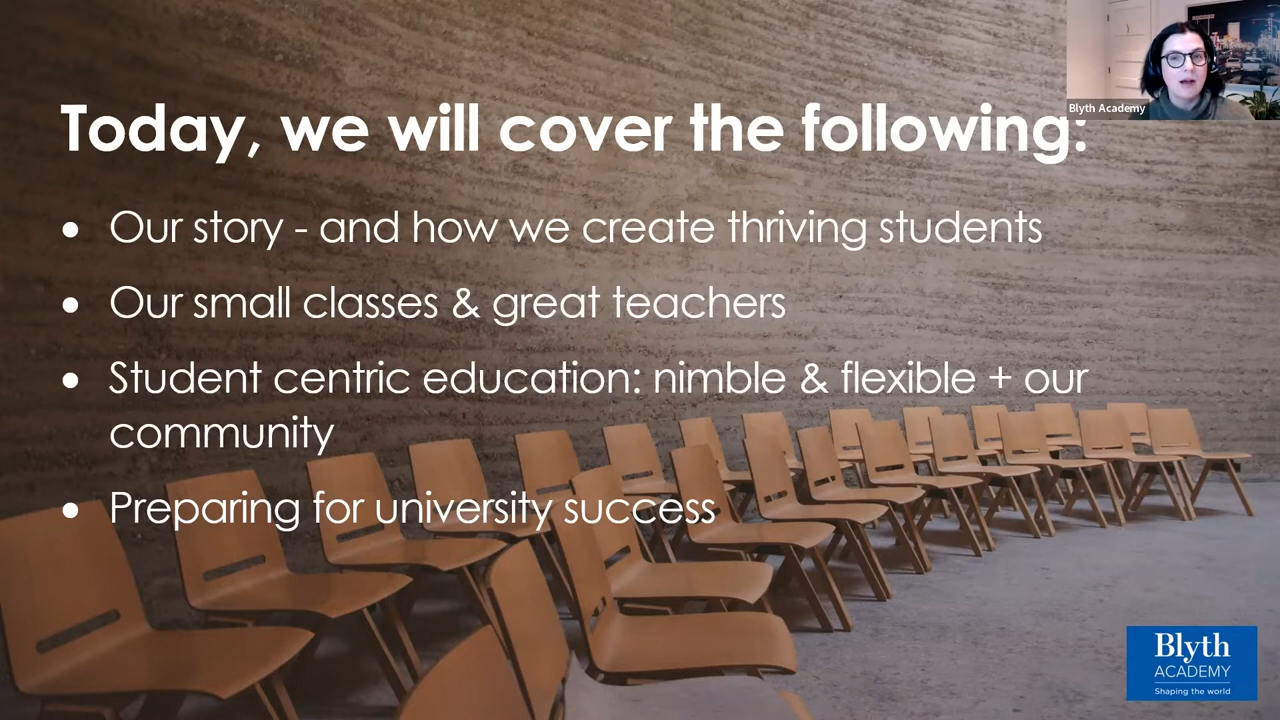 Blyth Academy
Today, we will cover the following:
• Our story - and how we create thriving students
• Our small classes & great teachers
• Student centric education: nimble & flexible + our
community
• Preparing for university success
Blyth
ACADEMY
Shaping the world